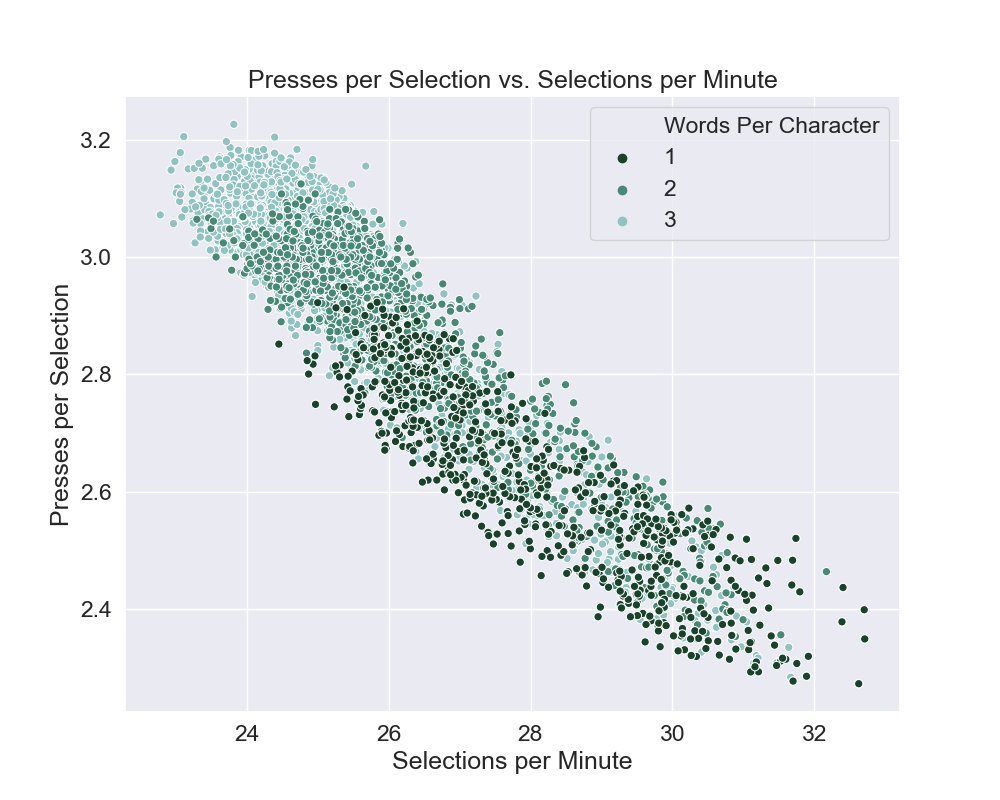 Presses per Selection vs. Selections per Minute
Words Per Character
1
2
3
3.2
3.0
2.8
2.6
2.4
Presses per Selection
24 26 28 30 32
Selections per Minute